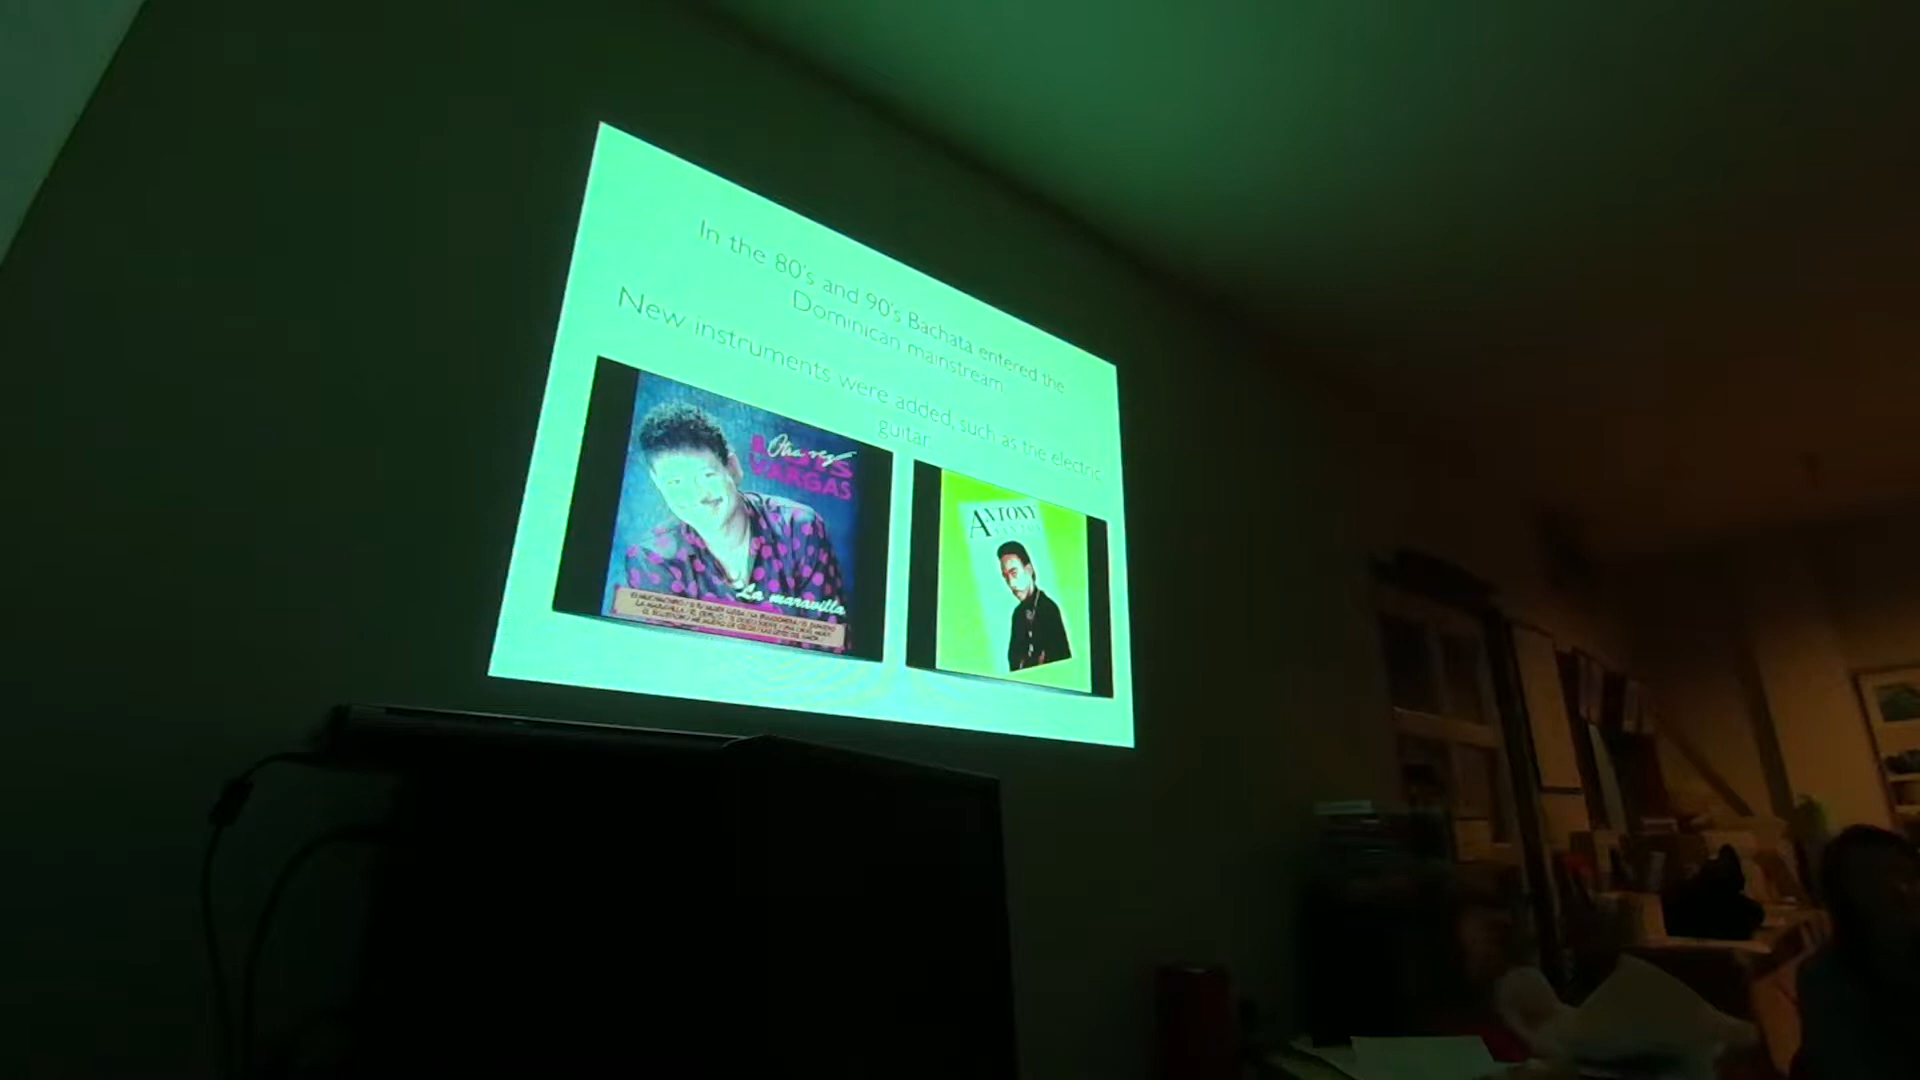 In the 80's and 90's Bachata entered the
Dominican mainstream.
New instruments were added, such as the electric
guitar
Otra vez
VARGAS
La maravilla
ANTONY